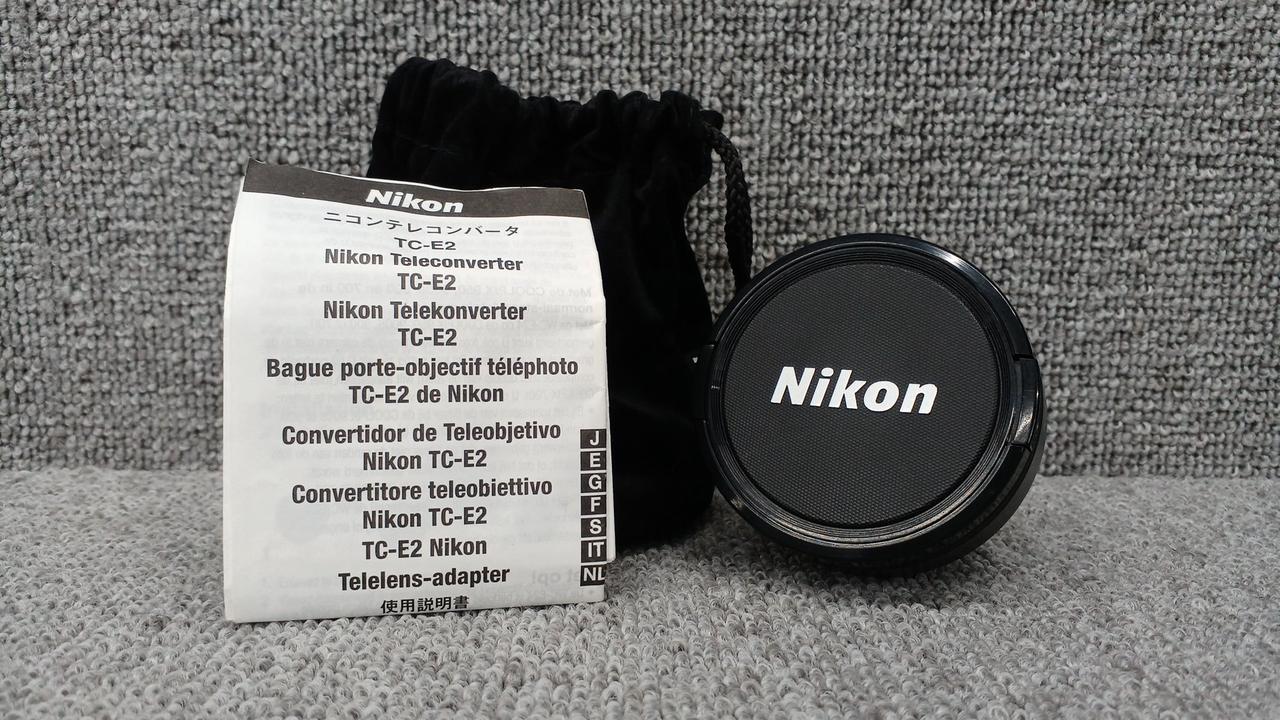 Nikon
ニコンテレコンバータ
TC-E2
Nikon Teleconverter
TC-E2
Nikon Telekonverter
TC-E2
Bague porte-objectif téléphoto
TC-E2 de Nikon
Convertidor de Teleobjetivo
Nikon TC-E2
Convertitore teleobiettivo
Nikon TC-E2
TC-E2 Nikon
Telelens-adapter
使用説明書
J
E
G
F
S
IT
NL
Nikon